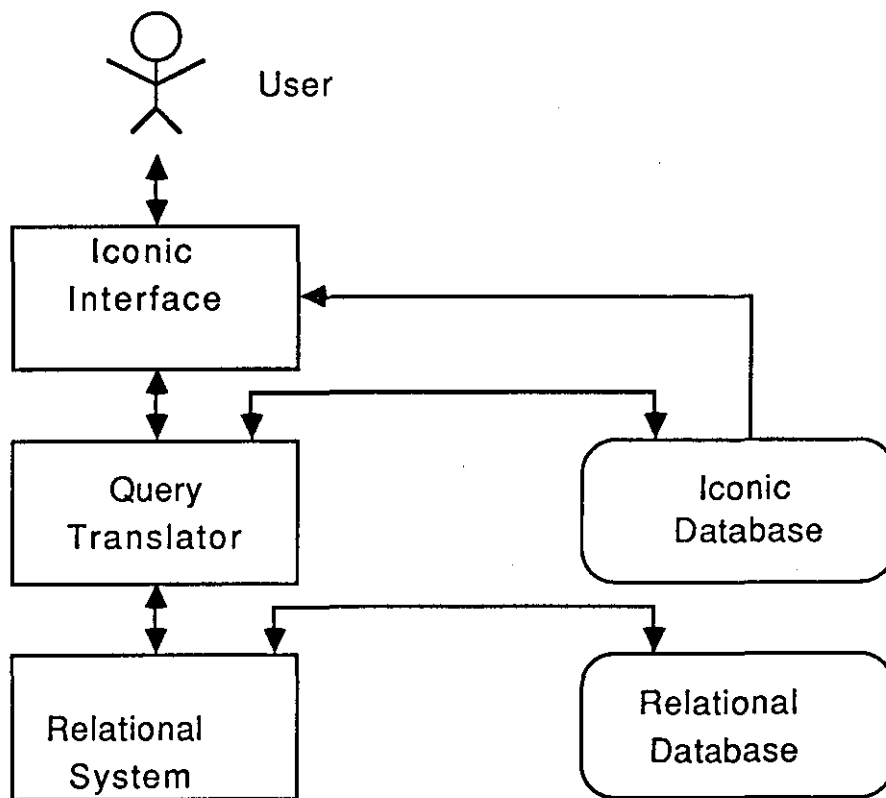 User
Iconic
Interface
Query
Translator
Iconic
Database
Relational
System
Relational
Database